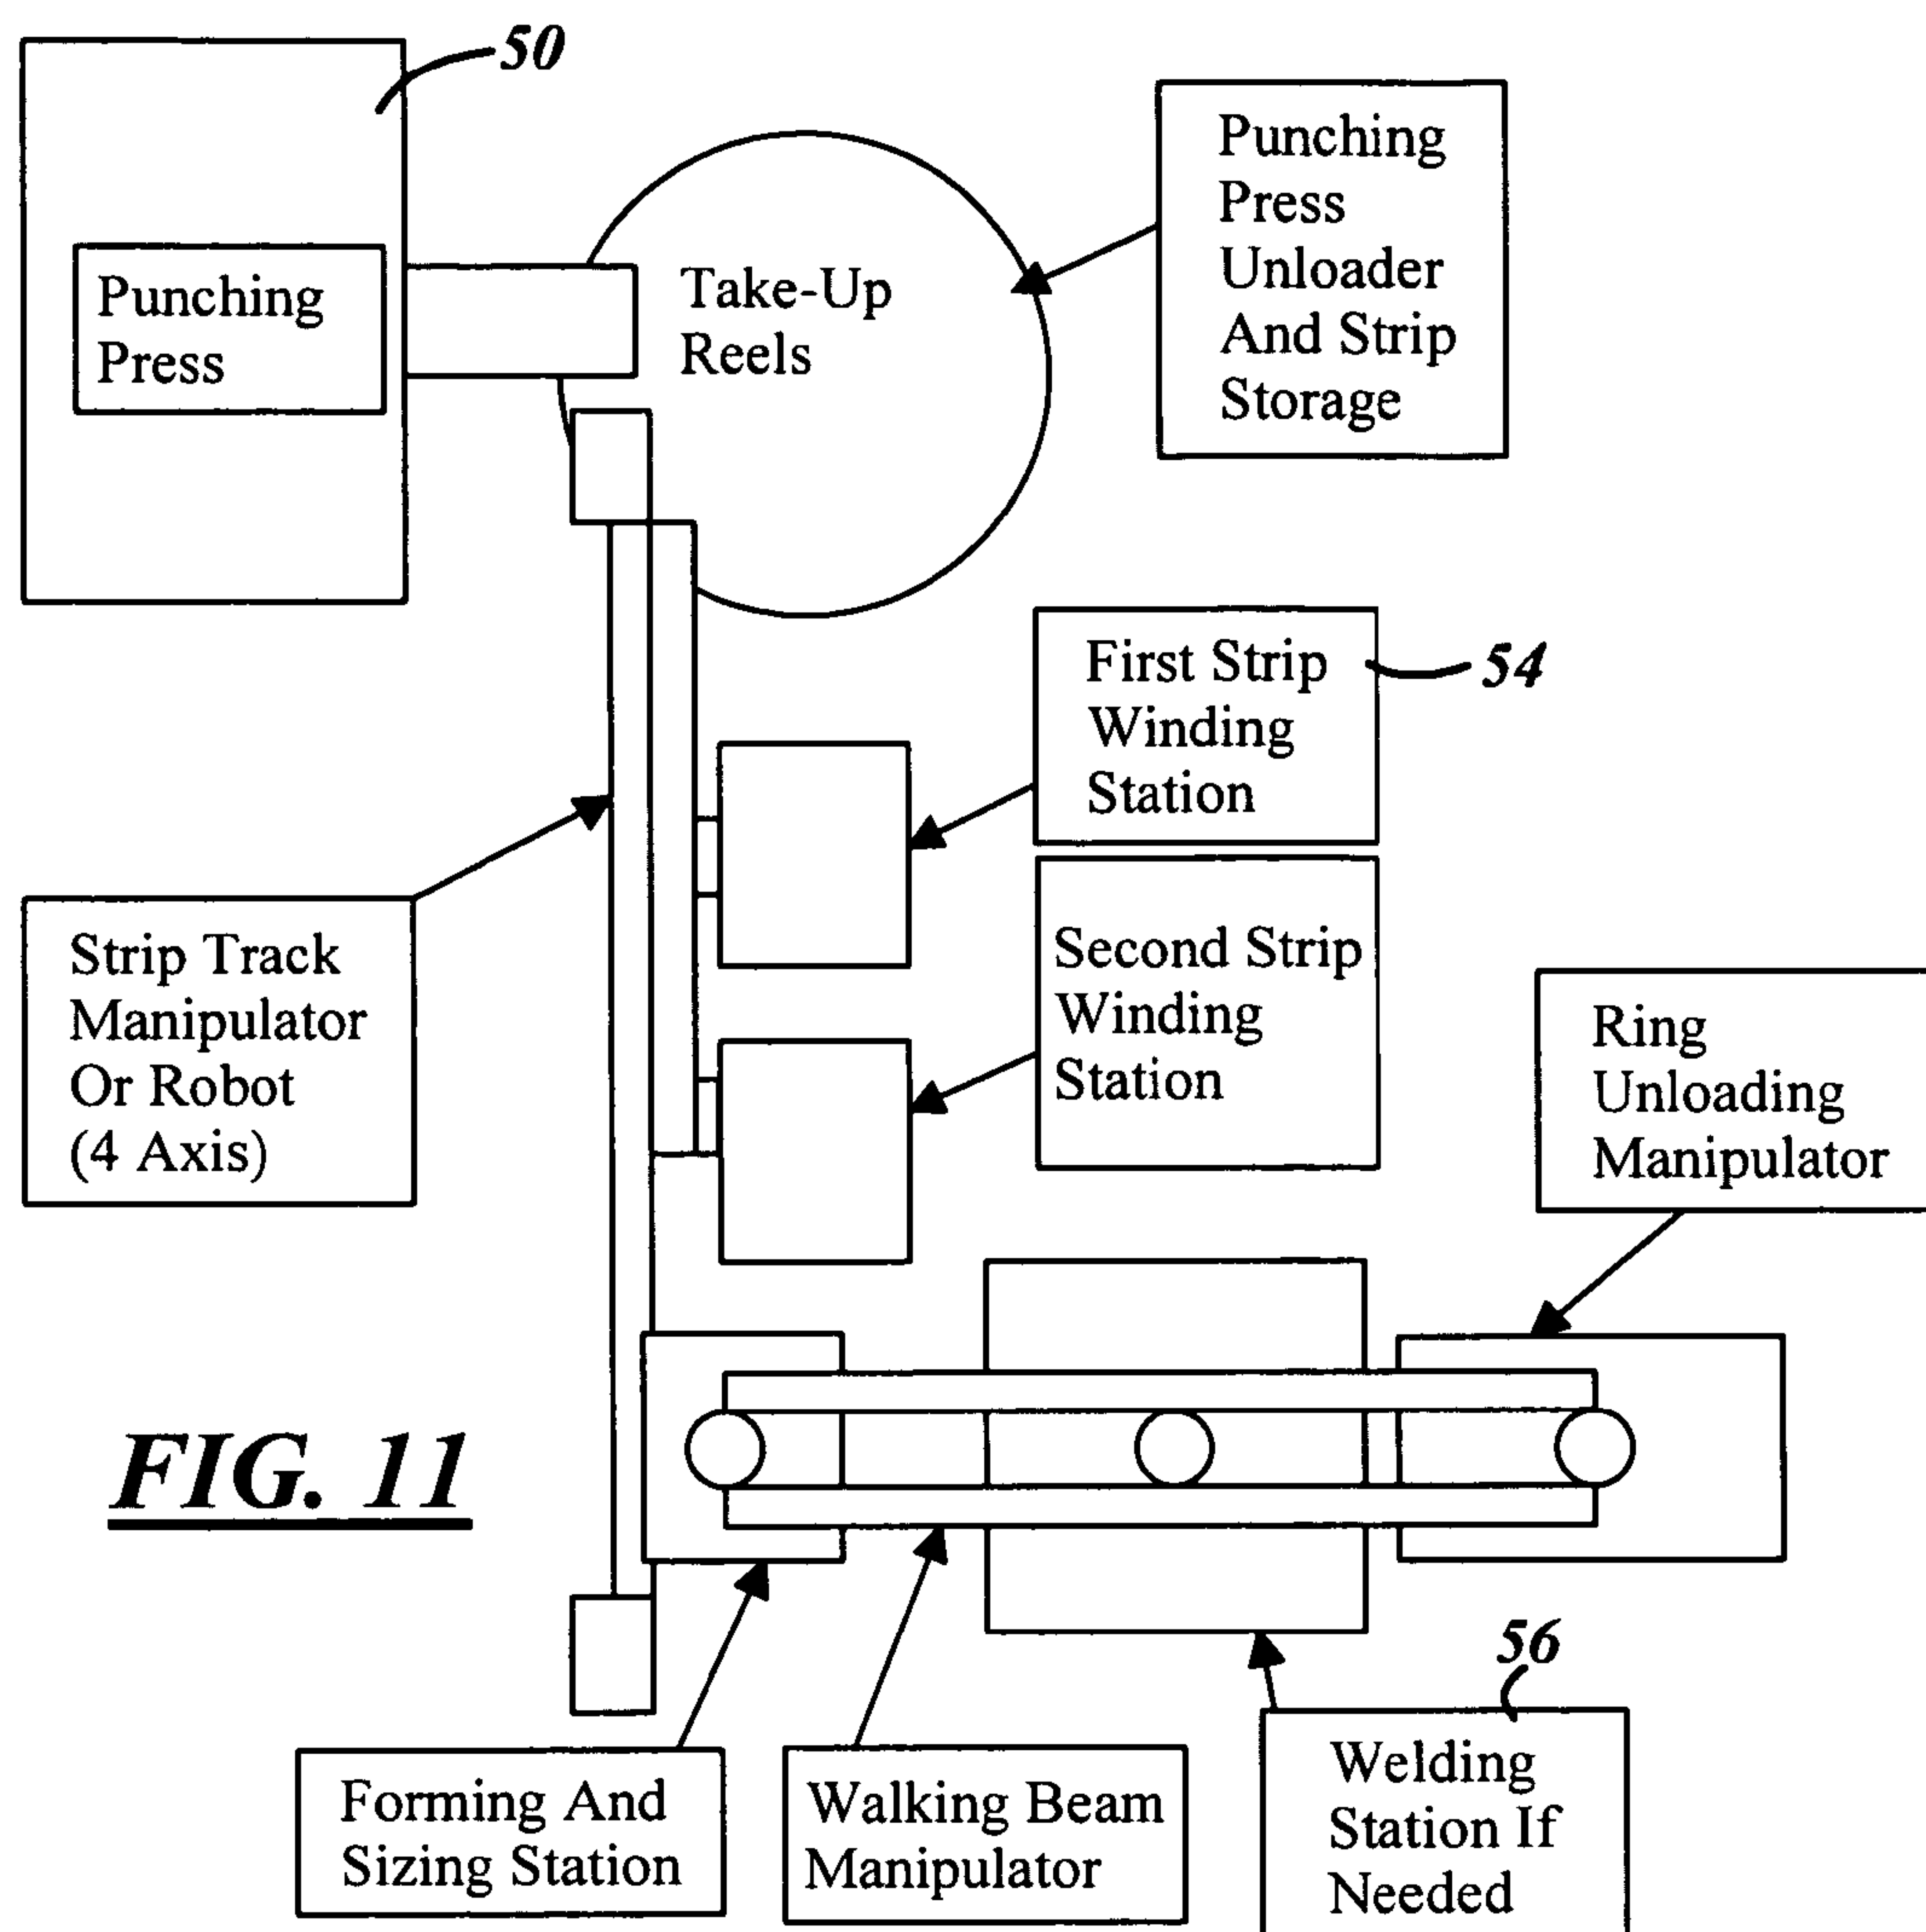 50
Punching
Press
Take-Up
Reels
Punching
Press
Unloader
And Strip
Storage
First Strip
Winding
Station
54
Second Strip
Winding
Station
Strip Track
Manipulator
Or Robot
(4 Axis)
Ring
Unloading
Manipulator
FIG. 11
Forming And
Sizing Station
Walking Beam
Manipulator
56
Welding
Station If
Needed